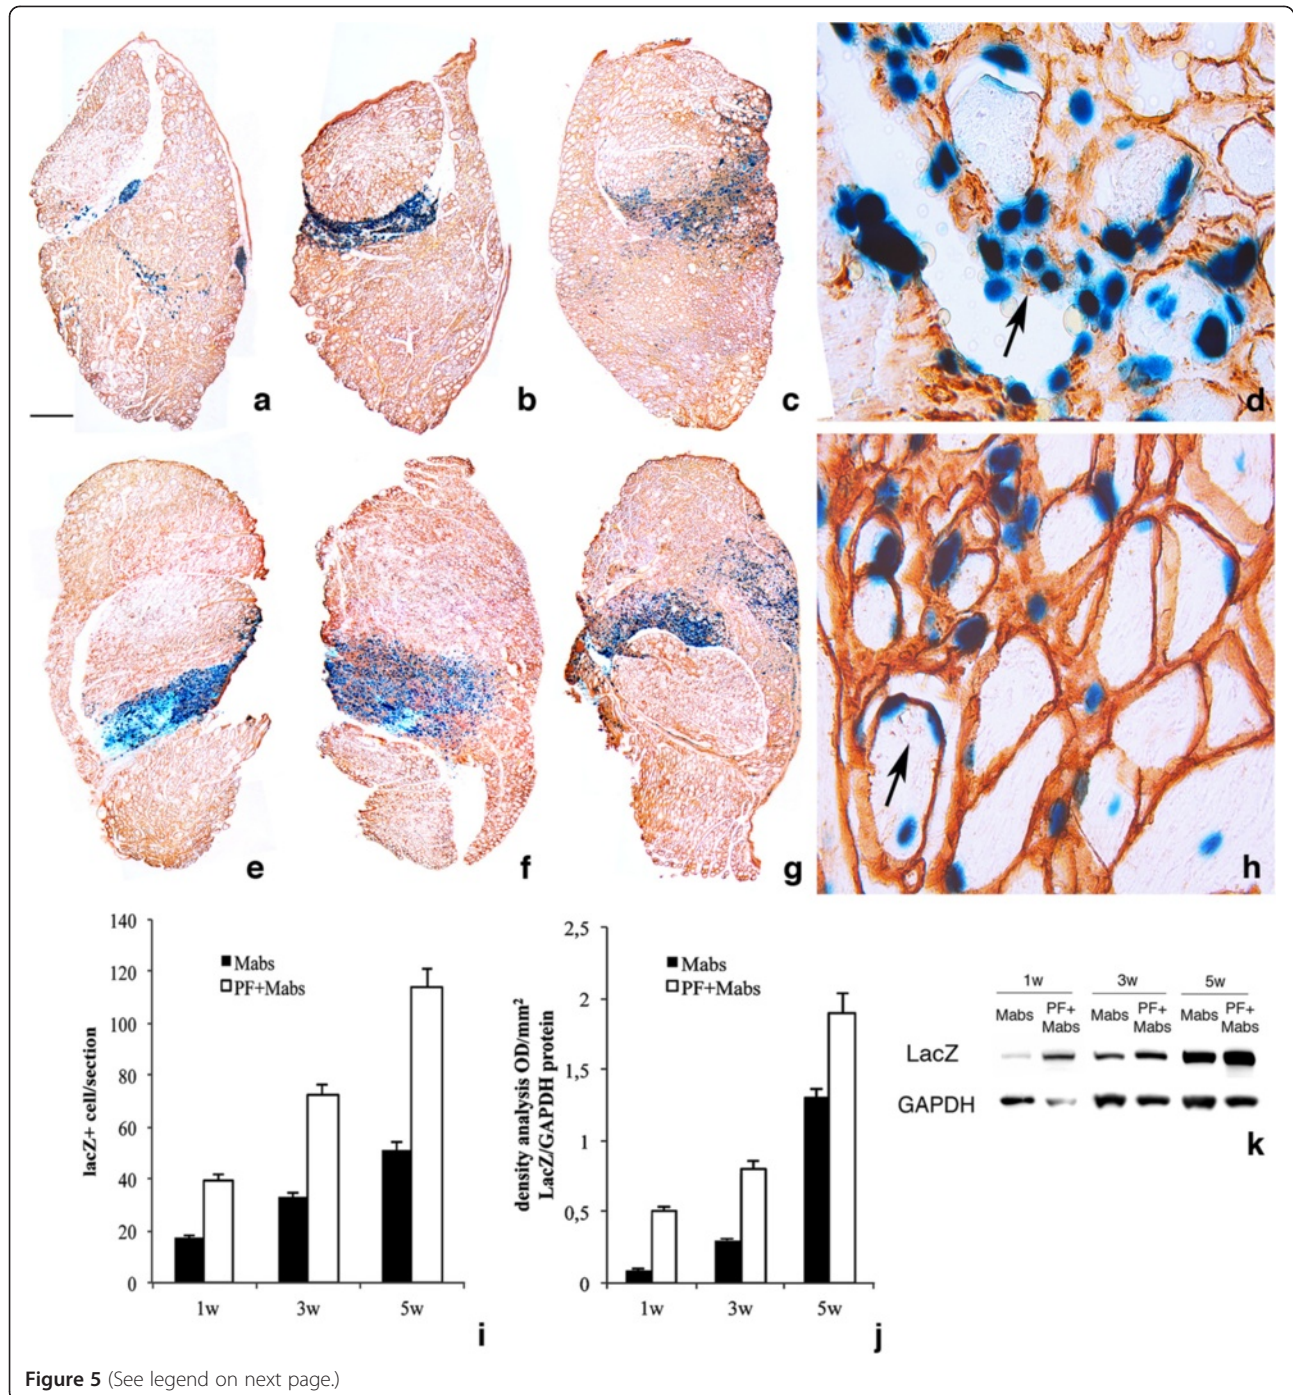 a
b
c
d
e
f
g
h
140
120
100
80
60
40
20
0
lacZ+ cell/section
Mabs
PF+Mabs
1w
3w
5w
i
2,5
2
1,5
1
0,5
0
density analysis OD/mm²
LacZ/GAPDH protein
Mabs
PF+Mabs
1w
3w
5w
j
1w 3w 5w
Mabs PF+ Mabs PF+ Mabs PF+
Mabs Mabs Mabs
LacZ
GAPDH
k
Figure 5 (See legend on next page.)